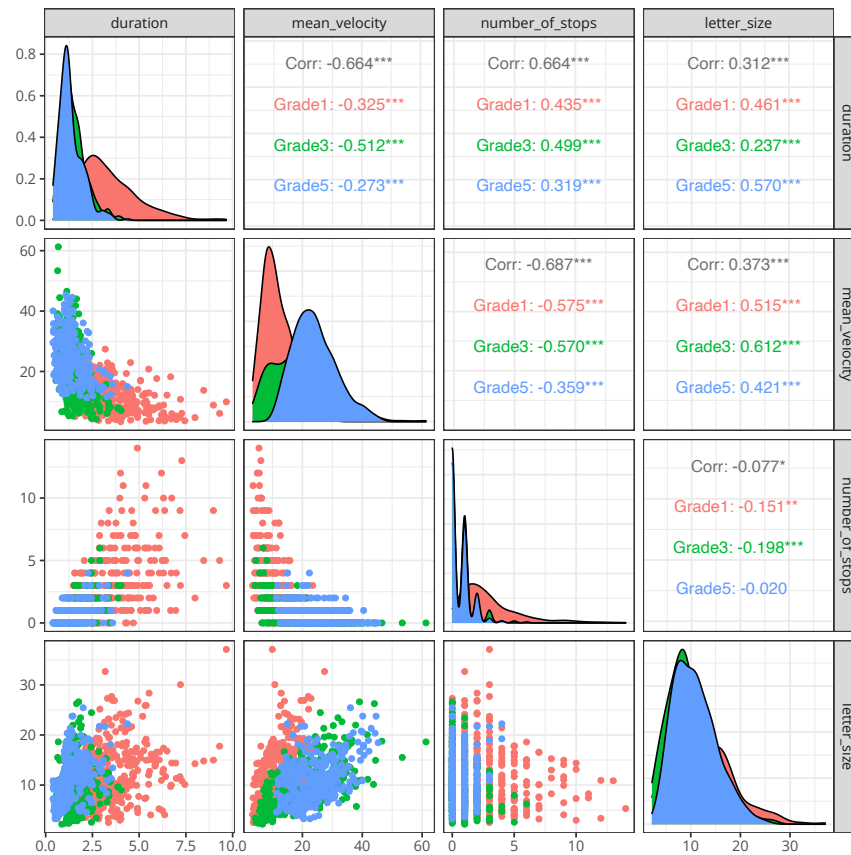 duration mean_velocity number_of_stops letter_size
0.8
0.6
0.4
0.2
0.0
Corr: -0.664***
Grade1: -0.325***
Grade3: -0.512***
Grade5: -0.273***
Corr: 0.664***
Grade1: 0.435***
Grade3: 0.499***
Grade5: 0.319***
Corr: 0.312***
Grade1: 0.461***
Grade3: 0.237***
Grade5: 0.570***
duration
60
40
20
Corr: -0.687***
Grade1: -0.575***
Grade3: -0.570***
Grade5: -0.359***
Corr: 0.373***
Grade1: 0.515***
Grade3: 0.612***
Grade5: 0.421***
mean_velocity
10
5
0
Corr: -0.077*
Grade1: -0.151**
Grade3: -0.198***
Grade5: -0.020
number_of_stops
30
20
10
letter_size
0.0 2.5 5.0 7.5 10.0
0 20 40 60
0 5 10
10 20 30